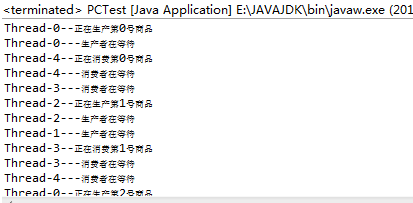 <terminated> PCTest [Java Application] E:\JAVAJDK\bin\javaw.exe (201
Thread-0--正在生产第0号商品
Thread-0---生产者在等待
Thread-4--正在消费第0号商品
Thread-4---消费者在等待
Thread-3---消费者在等待
Thread-2--正在生产第1号商品
Thread-2---生产者在等待
Thread-1---生产者在等待
Thread-3--正在消费第1号商品
Thread-3---消费者在等待
Thread-4---消费者在等待
Thread-0--正在生产第2号商品